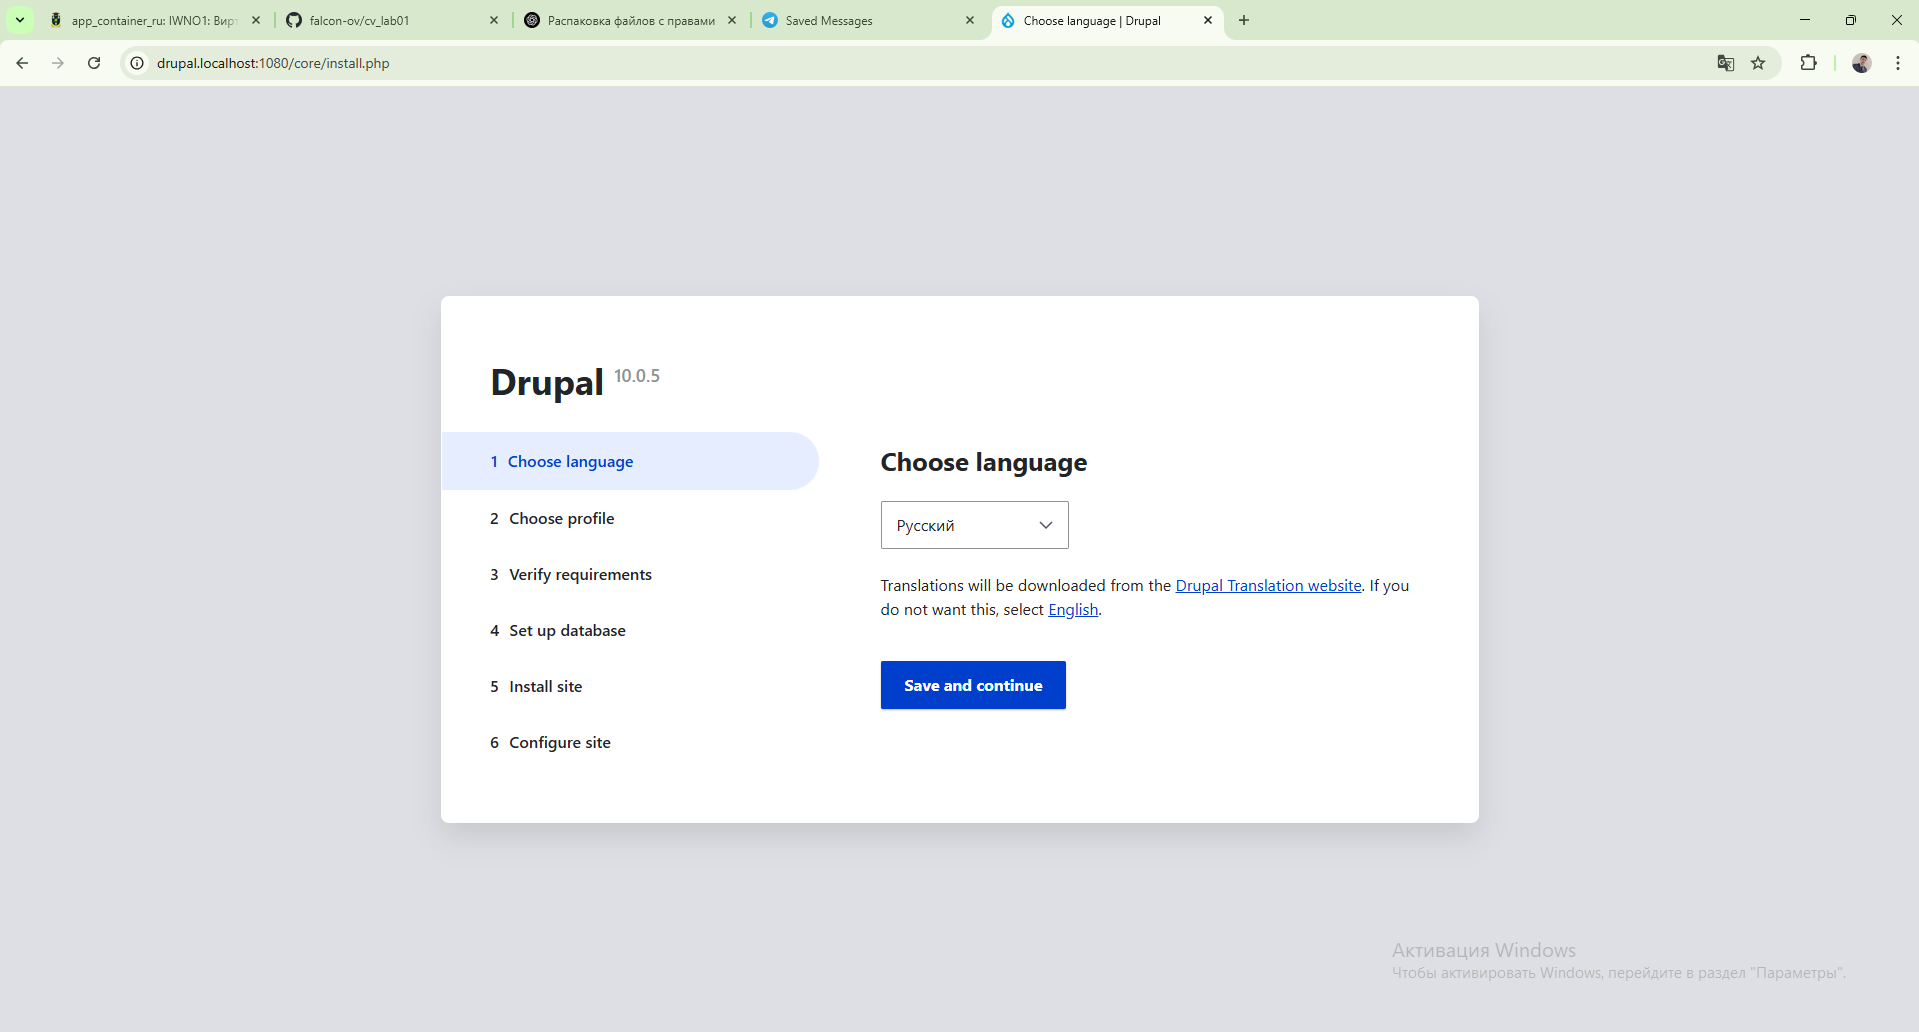 app_container_ru: IWNO1: Вирт
falcon-ov/cv_lab01
Распаковка файлов с правами
Saved Messages
Choose language | Drupal
drupal.localhost:1080/core/install.php
Drupal 10.0.5
1 Choose language
2 Choose profile
3 Verify requirements
4 Set up database
5 Install site
6 Configure site
Choose language
Русский
Translations will be downloaded from the Drupal Translation website. If you
do not want this, select English.
Save and continue
Активация Windows
Чтобы активировать Windows, перейдите в раздел "Параметры".